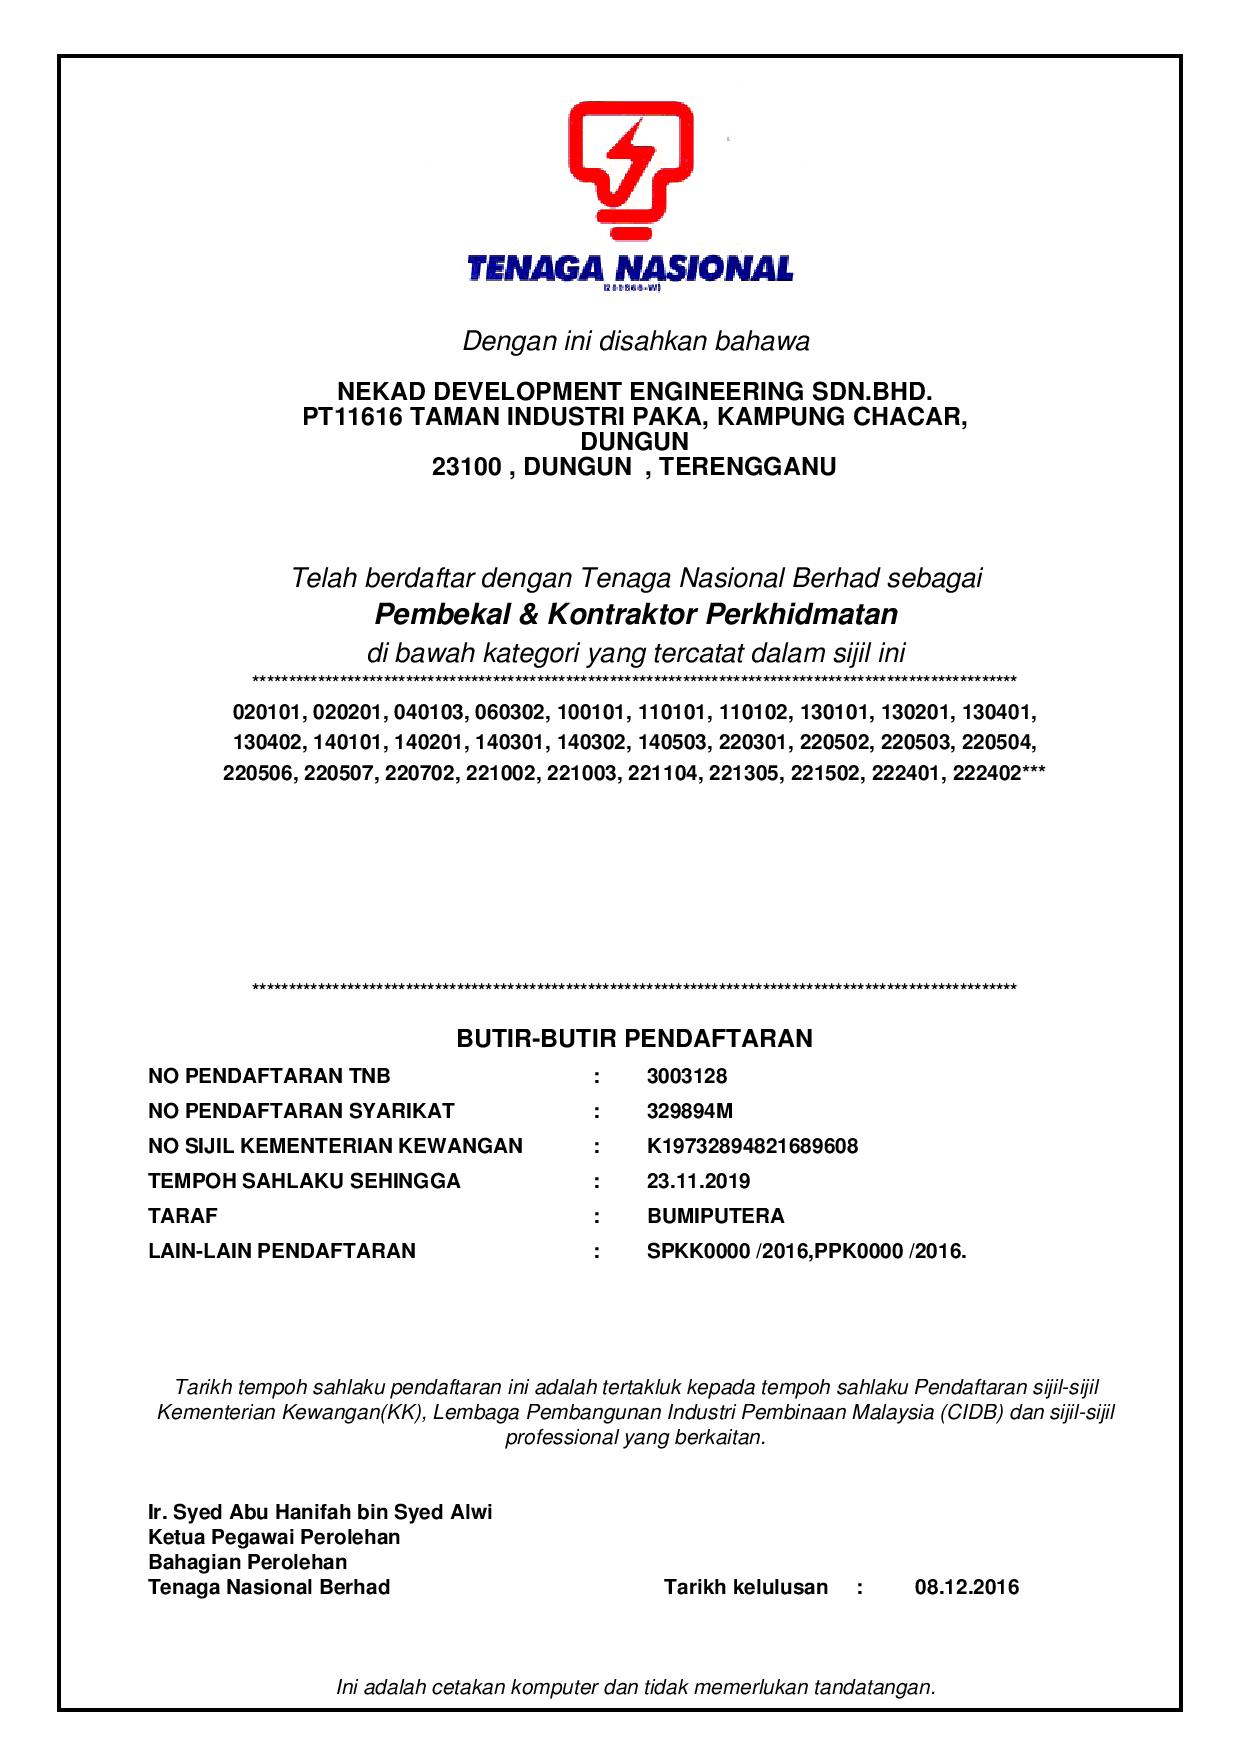 TENAGA NASIONAL
Dengan ini disahkan bahawa
NEKAD DEVELOPMENT ENGINEERING SDN.BHD.
PT11616 TAMAN INDUSTRI PAKA, KAMPUNG CHACAR,
DUNGUN
23100 , DUNGUN , TERENGGANU
Telah berdaftar dengan Tenaga Nasional Berhad sebagai
Pembekal & Kontraktor Perkhidmatan
di bawah kategori yang tercatat dalam sijil ini
*********************************************************************************************************
020101, 020201, 040103, 060302, 100101, 110101, 110102, 130101, 130201, 130401,
130402, 140101, 140201, 140301, 140302, 140503, 220301, 220502, 220503, 220504,
220506, 220507, 220702, 221002, 221003, 221104, 221305, 221502, 222401, 222402***
*********************************************************************************************************
BUTIR-BUTIR PENDAFTARAN
NO PENDAFTARAN TNB : 3003128
NO PENDAFTARAN SYARIKAT : 329894M
NO SIJIL KEMENTERIAN KEWANGAN : K19732894821689608
TEMPOH SAHLAKU SEHINGGA : 23.11.2019
TARAF : BUMIPUTERA
LAIN-LAIN PENDAFTARAN : SPKK0000 /2016,PPK0000 /2016.
Tarikh tempoh sahlaku pendaftaran ini adalah tertakluk kepada tempoh sahlaku Pendaftaran sijil-sijil
Kementerian Kewangan(KK), Lembaga Pembangunan Industri Pembinaan Malaysia (CIDB) dan sijil-sijil
professional yang berkaitan.
Ir. Syed Abu Hanifah bin Syed Alwi
Ketua Pegawai Perolehan
Bahagian Perolehan
Tenaga Nasional Berhad Tarikh kelulusan : 08.12.2016
Ini adalah cetakan komputer dan tidak memerlukan tandatangan.